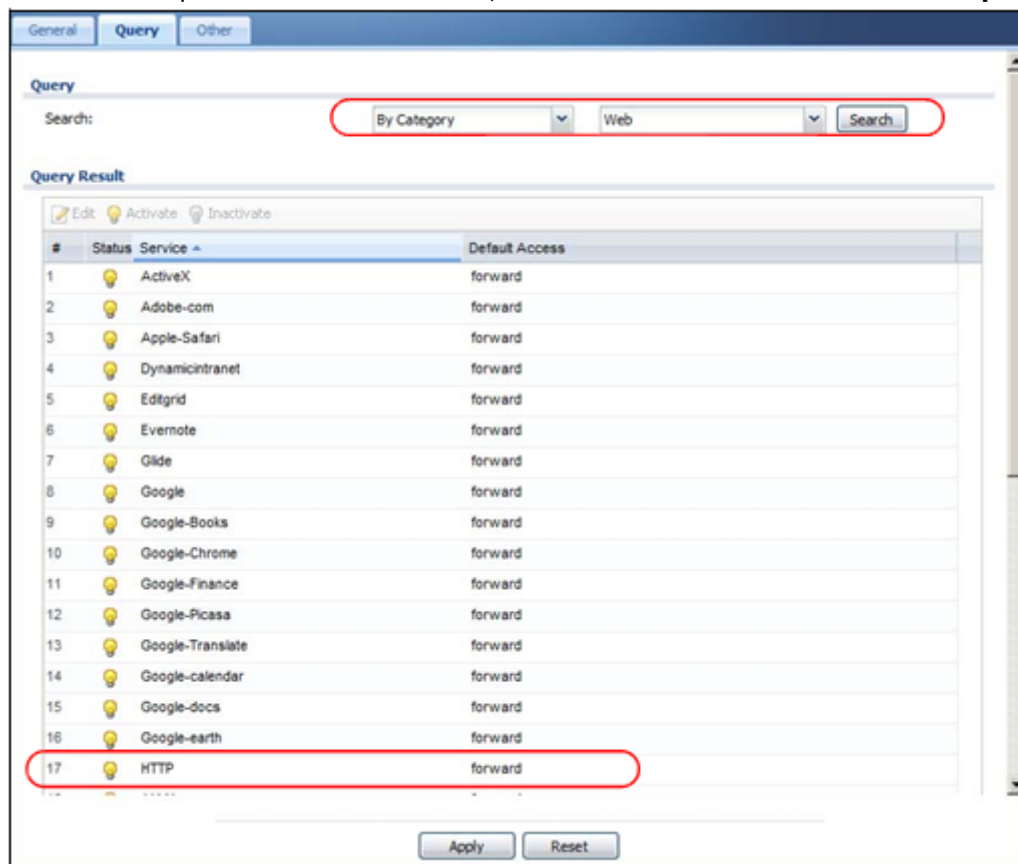 General Query Other
Query
Search: By Category Web Search
Query Result
Edit Activate Inactivate
# Status Service Default Access
1 ActiveX forward
2 Adobe-com forward
3 Apple-Safari forward
4 Dynamicintranet forward
5 Editgrid forward
6 Evernote forward
7 Glide forward
8 Google forward
9 Google-Books forward
10 Google-Chrome forward
11 Google-Finance forward
12 Google-Picasa forward
13 Google-Translate forward
14 Google-calendar forward
15 Google-docs forward
16 Google-earth forward
17 HTTP forward
Apply Reset